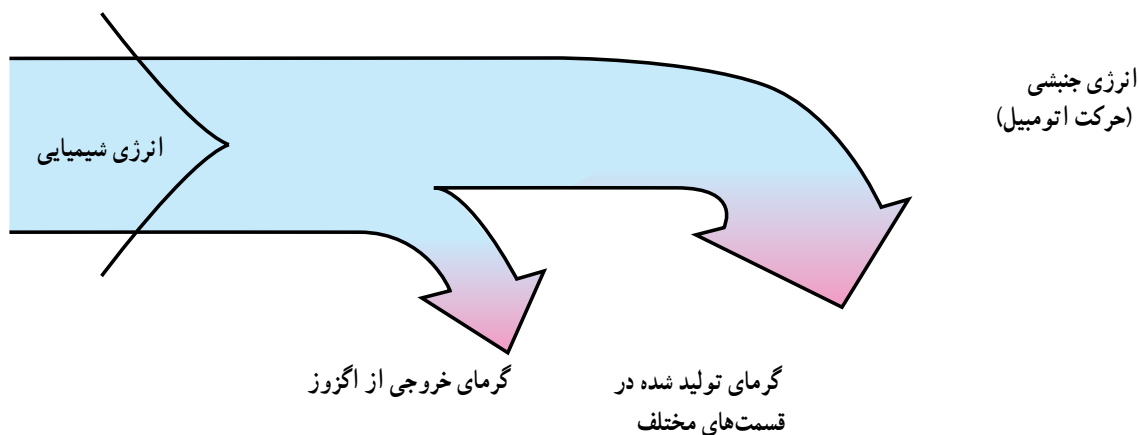 انرژی جنبشی
(حرکت اتومبیل)
انرژی شیمیایی
گرمای تولید شده در
قسمت‌های مختلف
گرمای خروجی از اگزوز